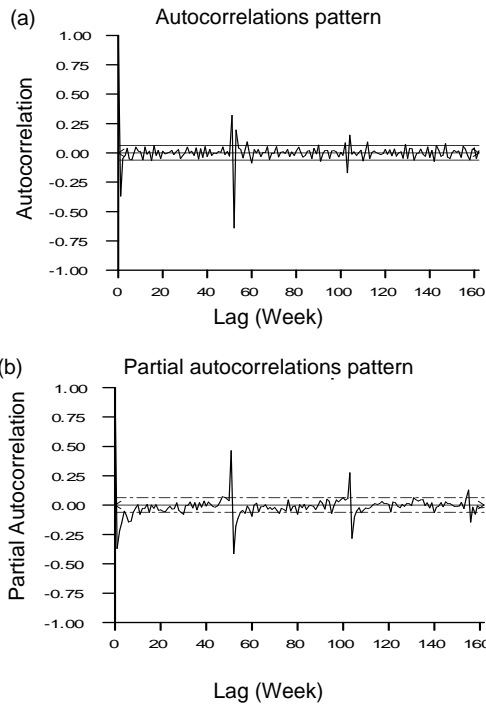 (a)
Autocorrelations pattern
1.00
0.75
0.50
0.25
0.00
-0.25
-0.50
-0.75
-1.00
Autocorrelation
0 20 40 60 80 100 120 140 160
Lag (Week)
(b)
Partial autocorrelations pattern
1.00
0.75
0.50
0.25
0.00
-0.25
-0.50
-0.75
-1.00
Partial Autocorrelation
0 20 40 60 80 100 120 140 160
Lag (Week)